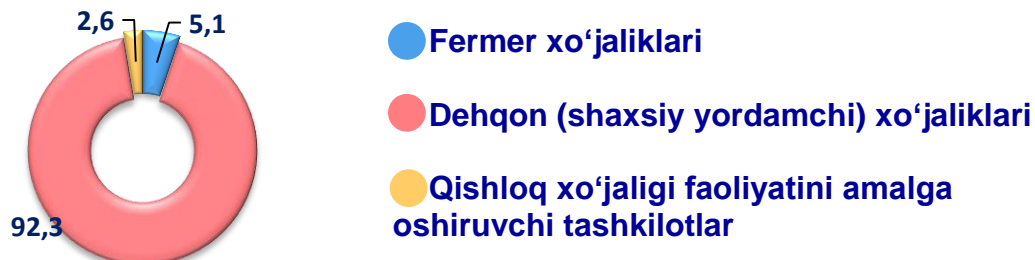 2,6
5,1
92,3
Fermer xo‘jaliklari
Dehqon (shaxsiy yordamchi) xo‘jaliklari
Qishloq xo‘jaligi faoliyatini amalga
oshiruvchi tashkilotlar